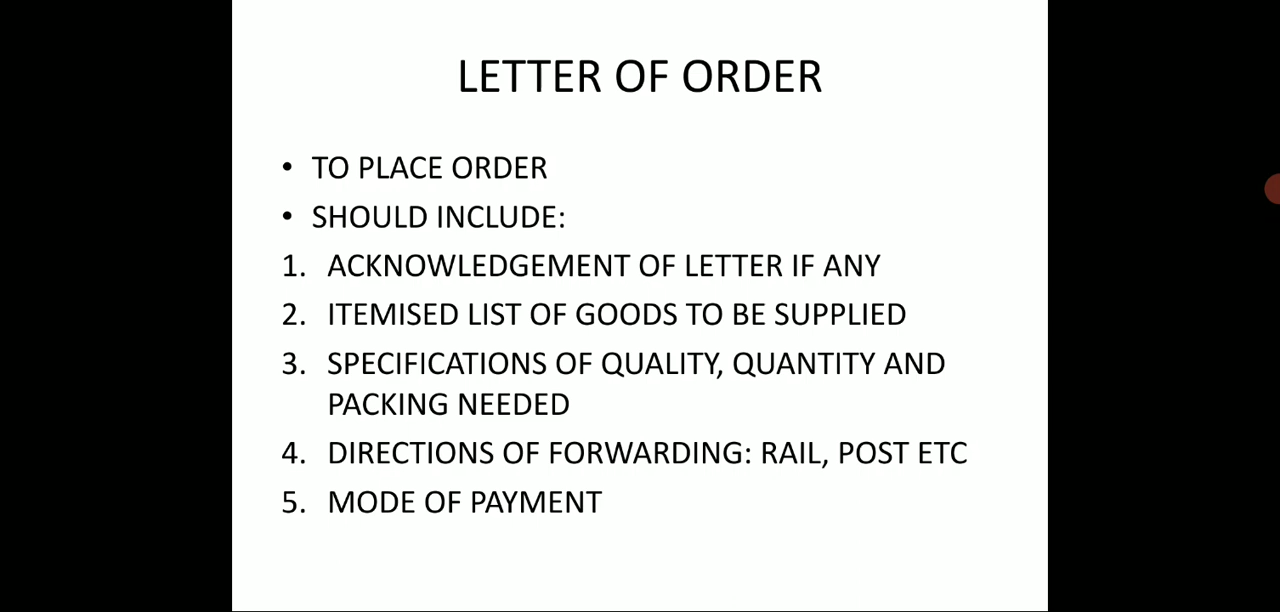 LETTER OF ORDER
• TO PLACE ORDER
• SHOULD INCLUDE:
1. ACKNOWLEDGEMENT OF LETTER IF ANY
2. ITEMISED LIST OF GOODS TO BE SUPPLIED
3. SPECIFICATIONS OF QUALITY, QUANTITY AND
PACKING NEEDED
4. DIRECTIONS OF FORWARDING: RAIL, POST ETC
5. MODE OF PAYMENT